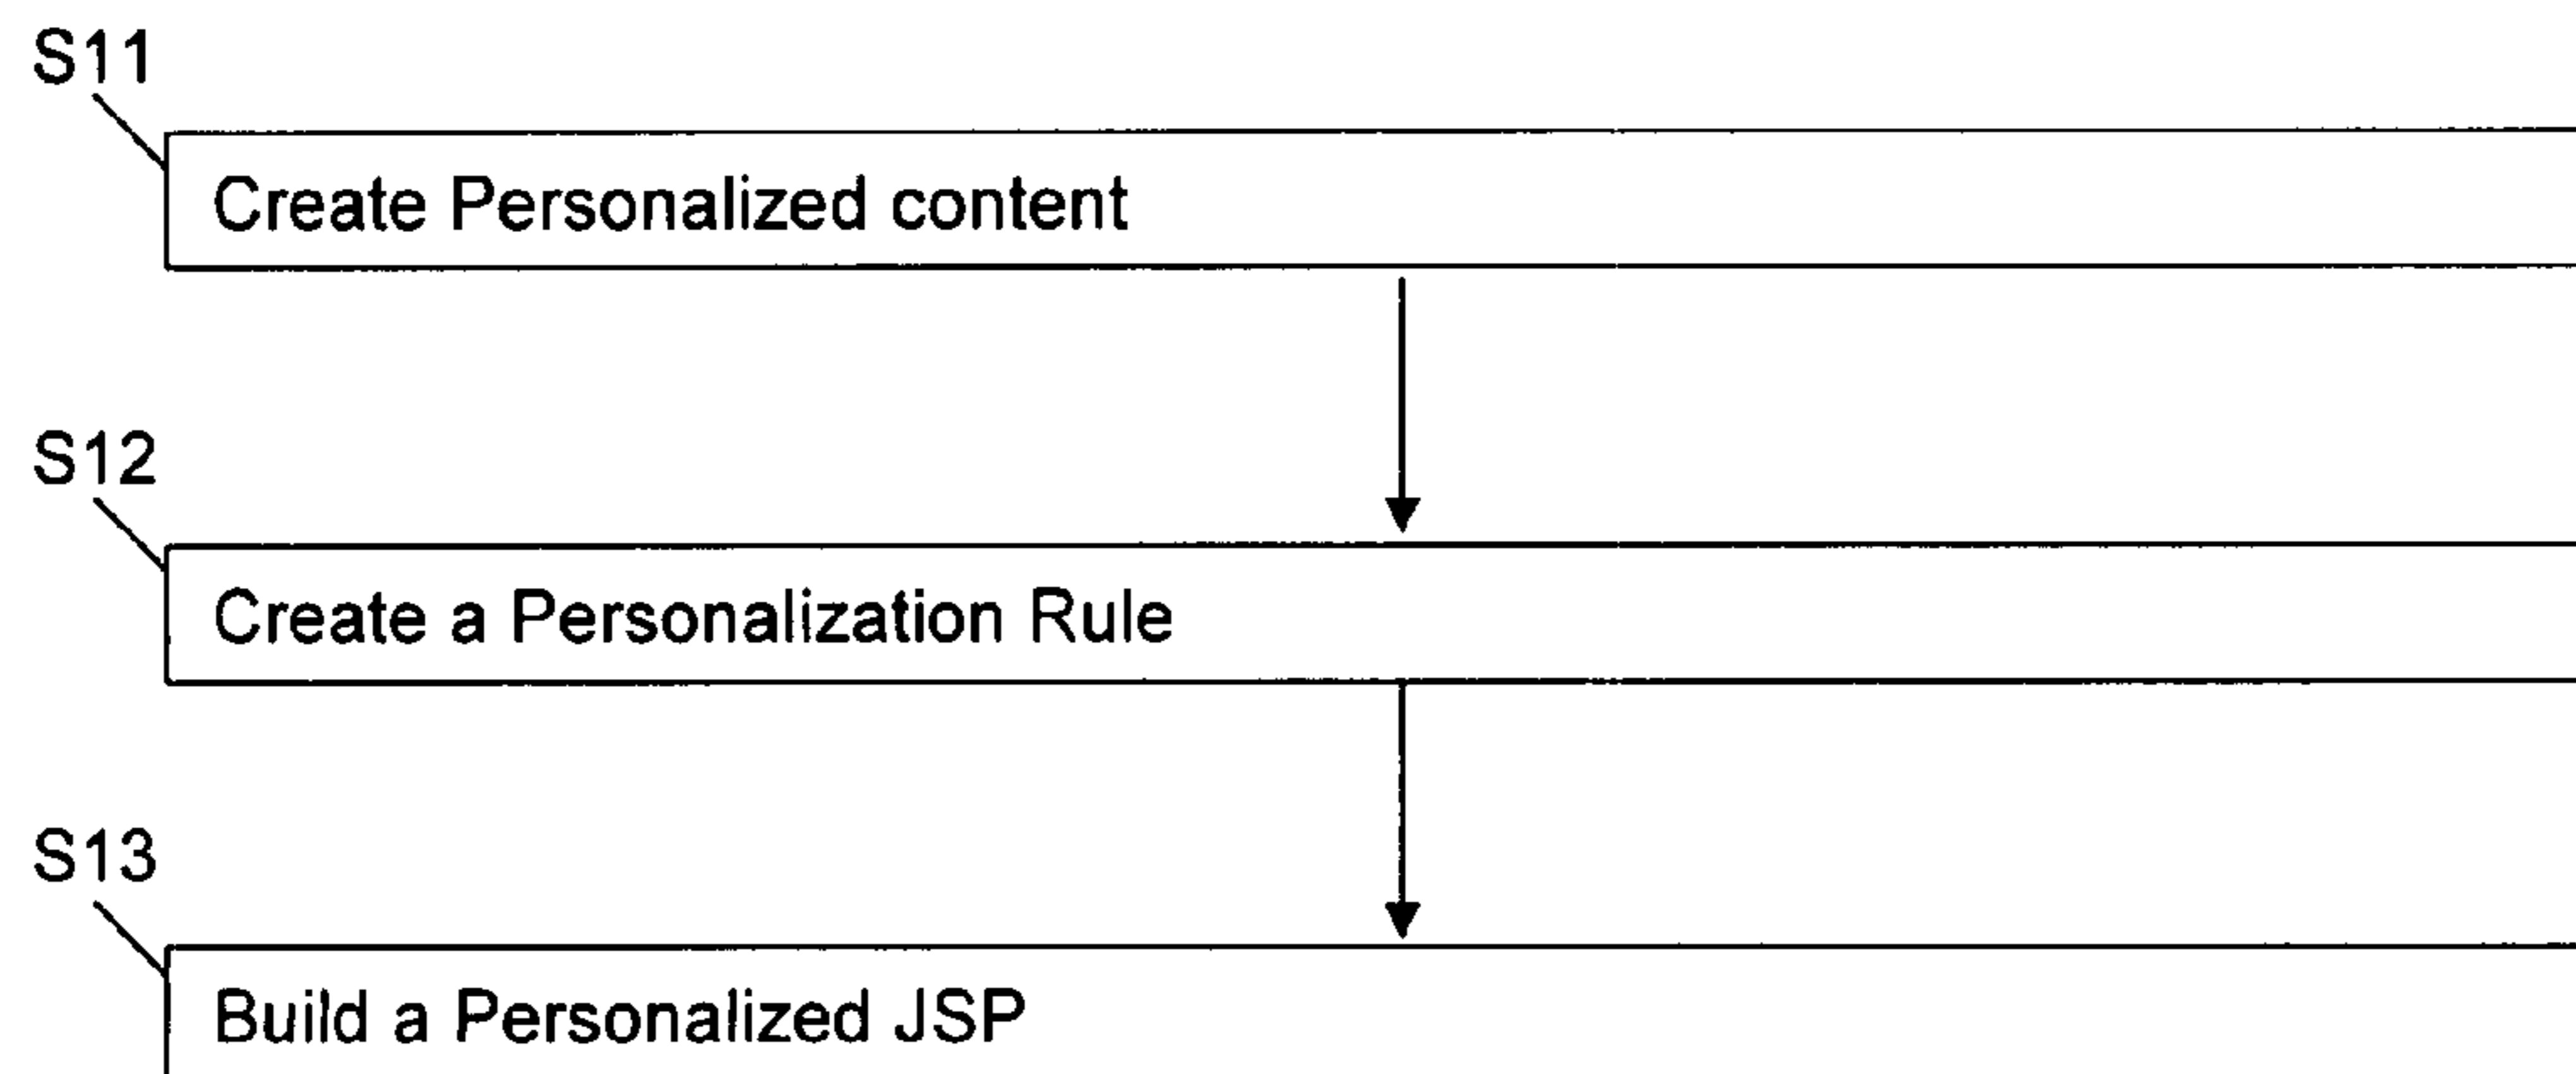 S11
Create Personalized content
S12
Create a Personalization Rule
S13
Build a Personalized JSP